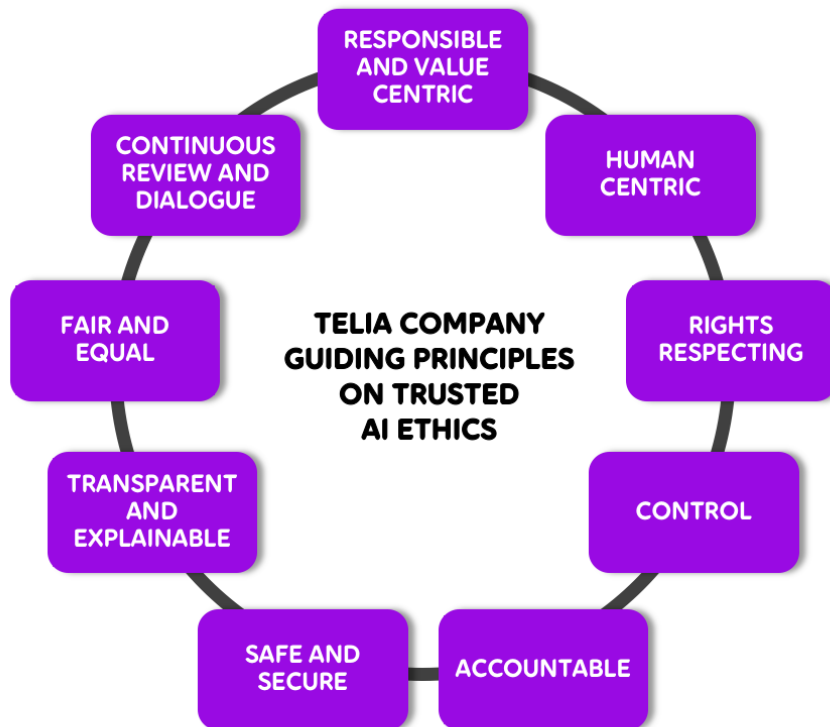 RESPONSIBLE
AND VALUE
CENTRIC
HUMAN
CENTRIC
RIGHTS
RESPECTING
CONTROL
ACCOUNTABLE
SAFE AND
SECURE
TRANSPARENT
AND
EXPLAINABLE
FAIR AND
EQUAL
CONTINUOUS
REVIEW AND
DIALOGUE
TELIA COMPANY
GUIDING PRINCIPLES
ON TRUSTED
AI ETHICS